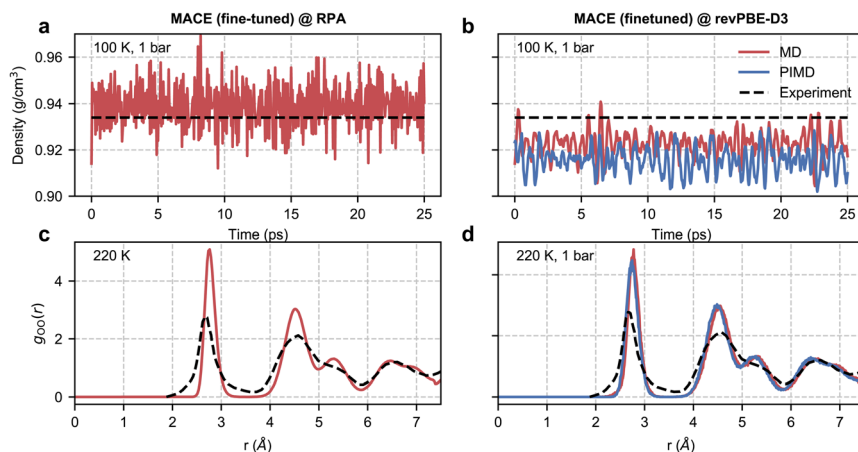 MACE (fine-tuned) @ RPA
MACE (finetuned) @ revPBE-D3
a
100 K, 1 bar
0.96
0.94
0.92
0.90
Density (g/cm³)
0
5
10
15
20
25
Time (ps)
b
100 K, 1 bar
MD
PIMD
Experiment
0
5
10
15
20
25
Time (ps)
c
220 K
4
2
0
gOO(r)
0
1
2
3
4
5
6
7
r (Å)
d
220 K, 1 bar
0
1
2
3
4
5
6
7
r (Å)